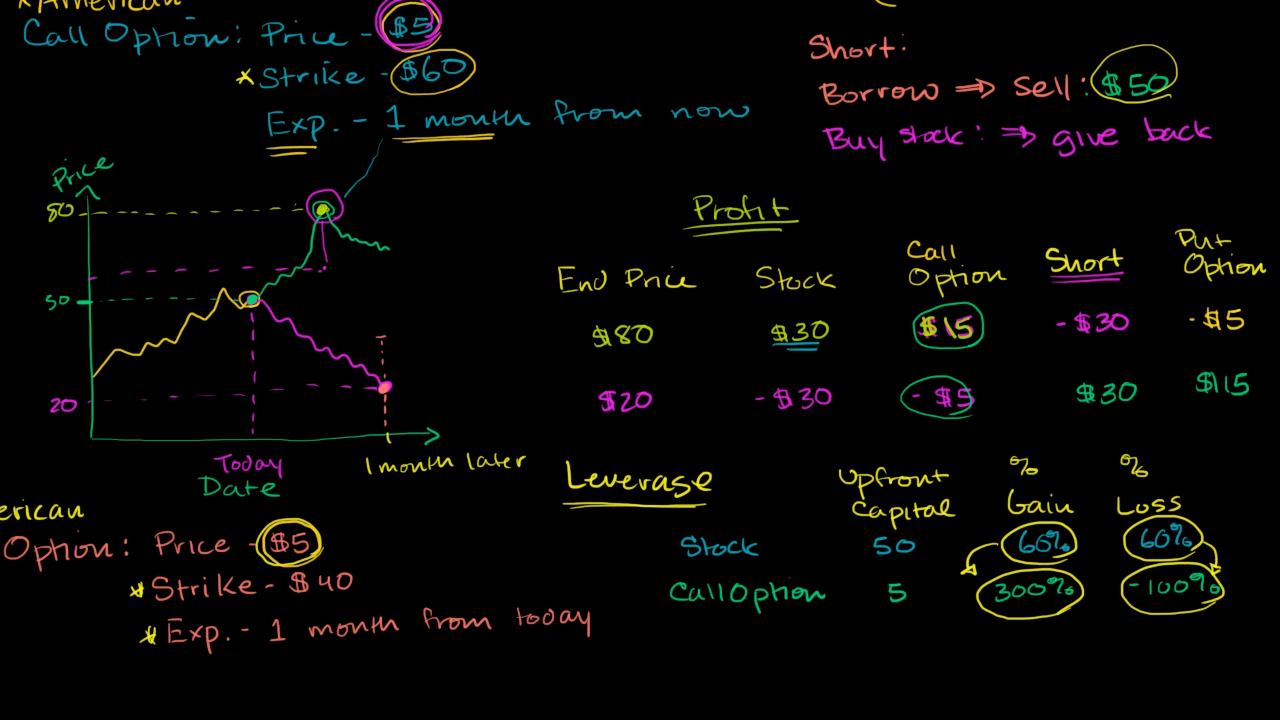 * American
Call Option: Price - $5
* Strike - $60
Exp. - 1 month from now
Short:
Borrow ⇒ sell: $50
Buy stock: ⇒ give back
Price
80
50
20
Today
Date
1 month later
Profit
End Price Stock Call Option Short Put Option
$80 $30 $15 -$30 -$5
$20 -$30 -$5 $30 $15
Leverage Upfront Capital % Gain % Loss
Stock 50 60% 60%
Call Option 5 300% -100%
erican
Option: Price - $5
* Strike - $40
* Exp. - 1 month from today